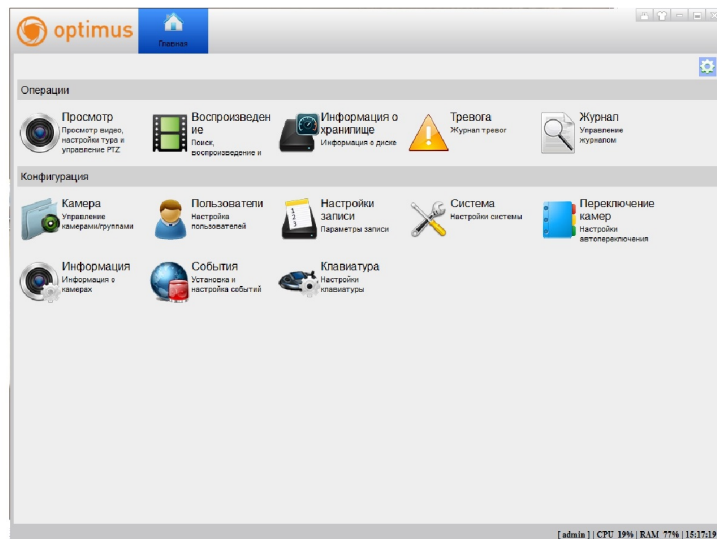 optimus
Главная
Операции
Просмотр
Просмотр видео,
настройки тура и
управление PTZ
Воспроизведен
ие
Поиск,
воспроизведение и
Информация о
хранилище
Информация о диске
Тревога
Журнал тревог
Журнал
Управление
журналом
Конфигурация
Камера
Управление
камерами/группами
Пользователи
Настройка
пользователей
Настройки
записи
Параметры записи
Система
Настройки системы
Переключение
камер
Настройки
автопереключения
Информация
Информация о
камерах
События
Установка и
настройка событий
Клавиатура
Настройки
клавиатуры
[ admin ] | CPU 19% | RAM 77% | 15:17:19